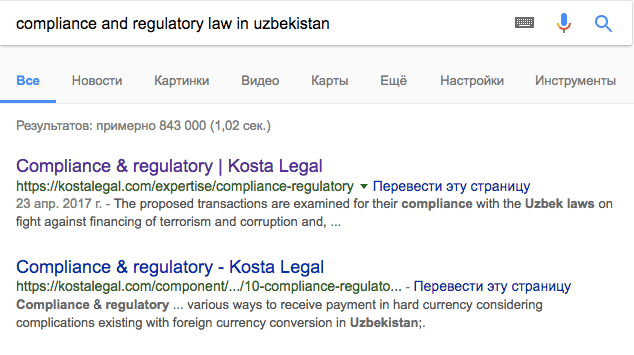 compliance and regulatory law in uzbekistan
Все Новости Картинки Видео Карты Ещё Настройки Инструменты
Результатов: примерно 843 000 (1,02 сек.)
Compliance & regulatory | Kosta Legal
https://kostalegal.com/expertise/compliance-regulatory Перевести эту страницу
23 апр. 2017 г. - The proposed transactions are examined for their compliance with the Uzbek laws on
fight against financing of terrorism and corruption and, ...
Compliance & regulatory - Kosta Legal
https://kostalegal.com/component/.../10-compliance-regulato... - Перевести эту страницу
Compliance & regulatory ... various ways to receive payment in hard currency considering
complications existing with foreign currency conversion in Uzbekistan;.